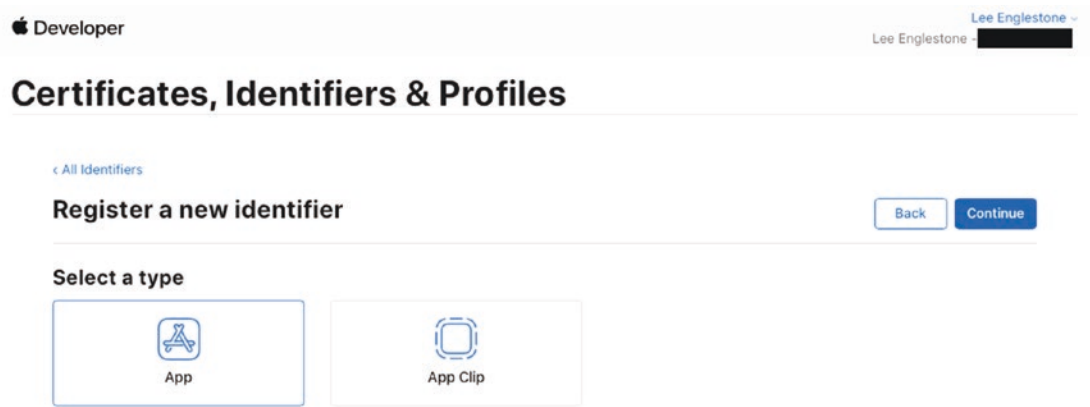 Developer
Lee Englestone
Lee Englestone -
Certificates, Identifiers & Profiles
‹ All Identifiers
Register a new identifier
Back
Continue
Select a type
App
App Clip